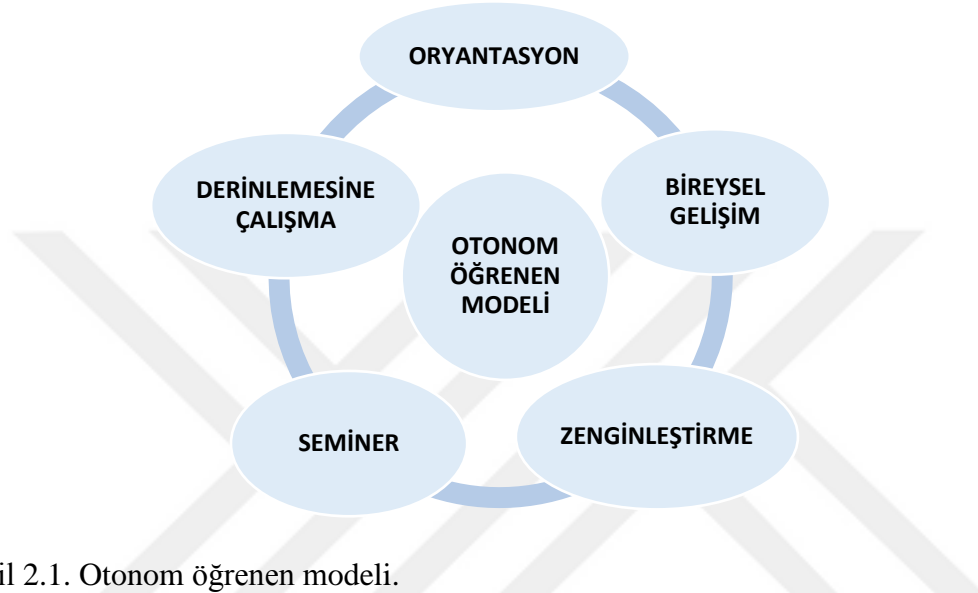 ORYANTASYON
BİREYSEL
GELİŞİM
ZENGİNLEŞTİRME
SEMİNER
DERİNLEMESİNE
ÇALIŞMA
OTONOM
ÖĞRENEN
MODELİ
il 2.1. Otonom öğrenen modeli.